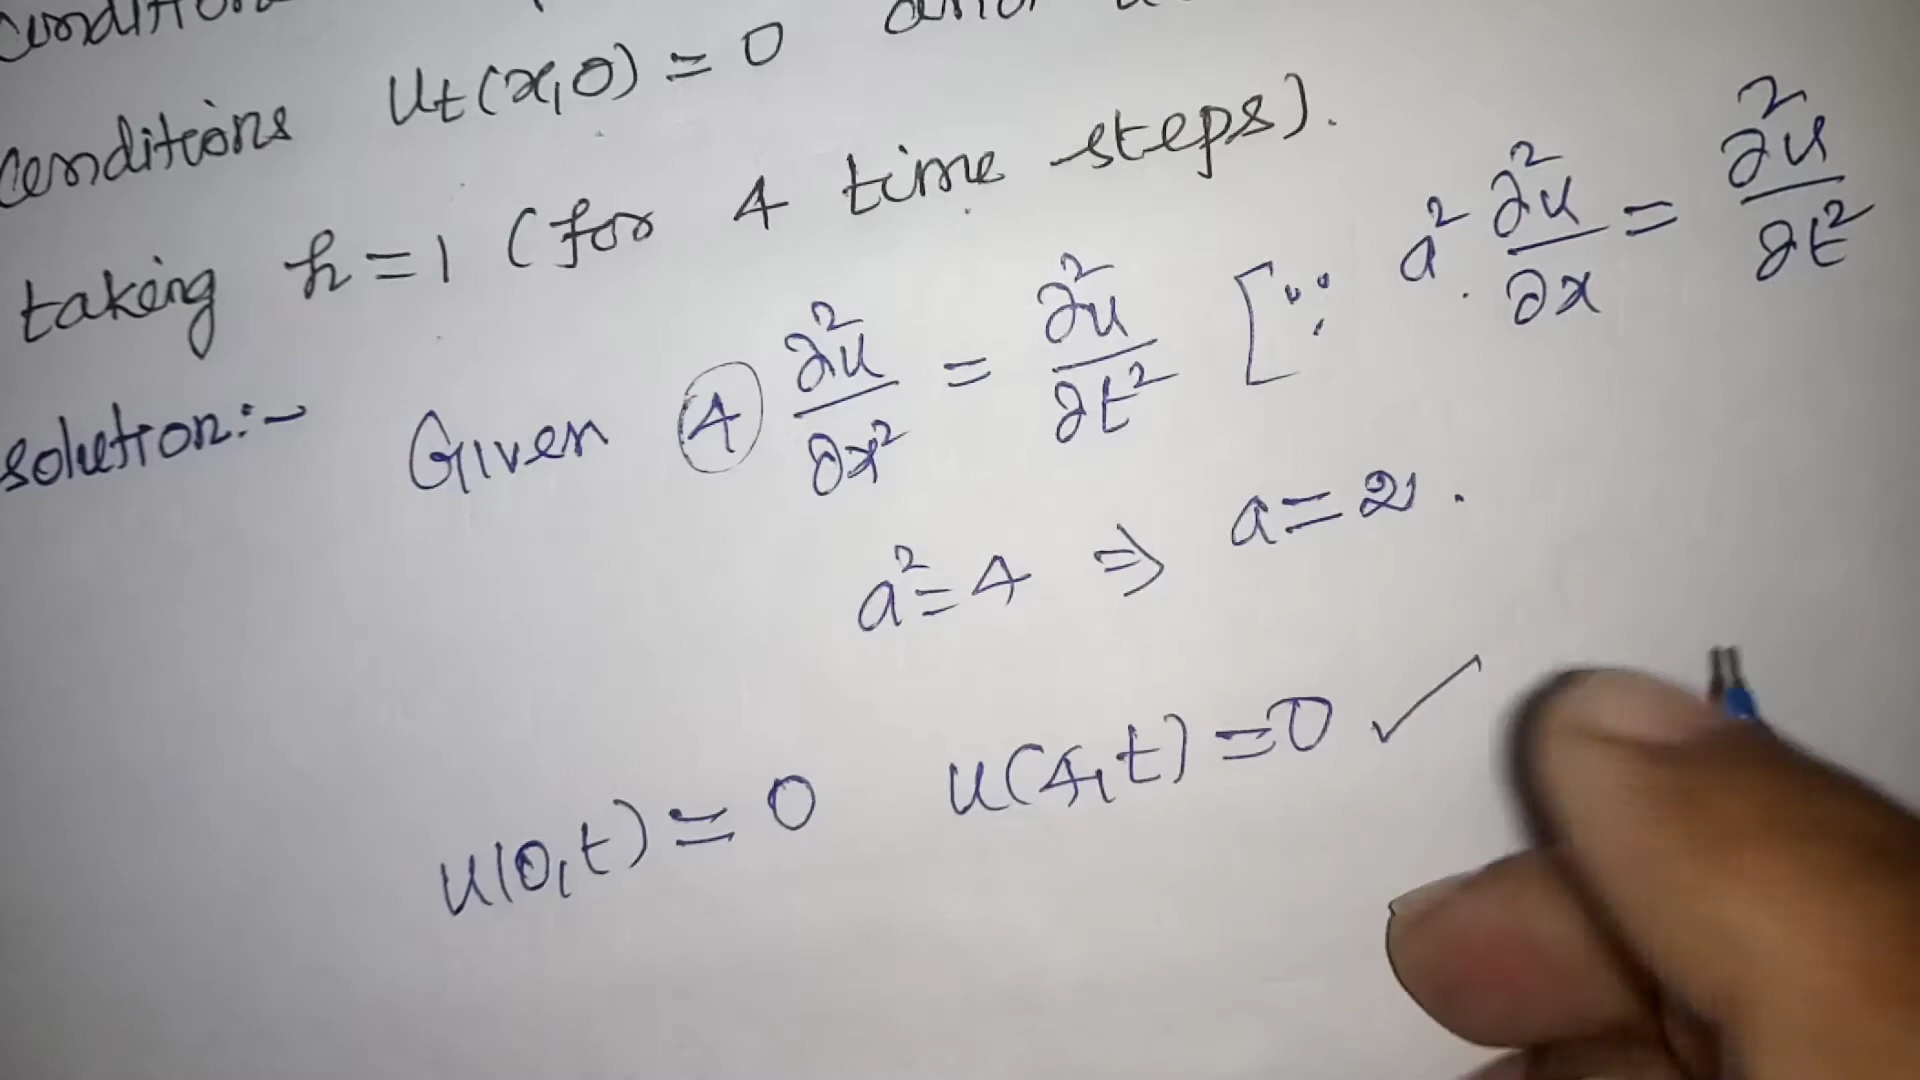 conditions uₜ(x,0) = 0 and
taking h=1 (for 4 time steps).
solution:- Given 4 ∂²u/∂x² = ∂²u/∂t² [∵ a². ∂²u/∂x = ∂²u/∂t²
a²=4 ⇒ a=2.
u(0,t) = 0 u(4,t) =0 ✓